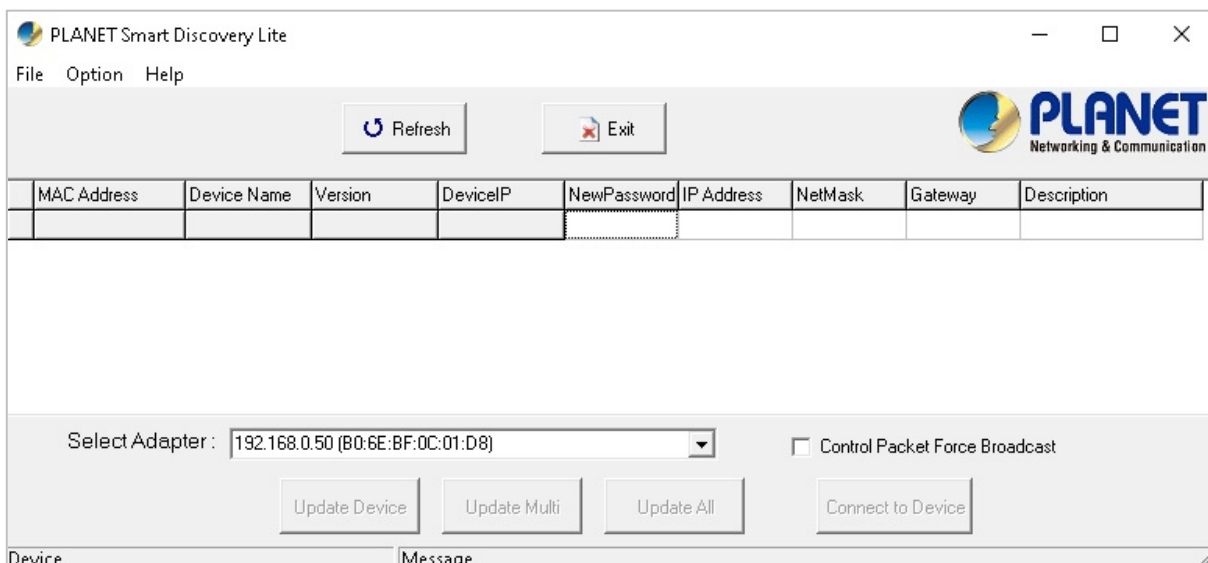 PLANET Smart Discovery Lite
File Option Help
Refresh Exit
PLANET
Networking & Communication
MAC Address Device Name Version DeviceIP NewPassword IP Address NetMask Gateway Description
Select Adapter : 192.168.0.50 (B0:6E:BF:0C:01:D8) Control Packet Force Broadcast
Update Device Update Multi Update All Connect to Device
Device Message